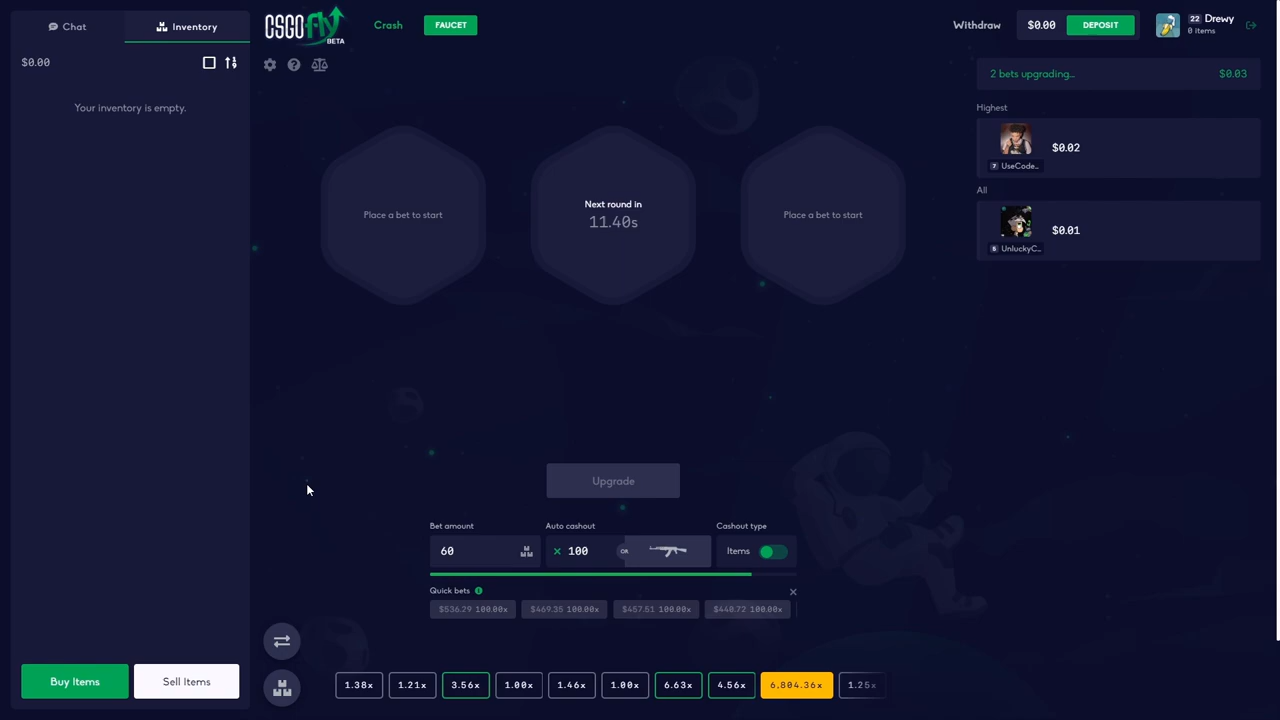 Chat
Inventory
CSGOfly
BETA
Crash
FAUCET
Withdraw
$0.00
DEPOSIT
22 Drewy
0 items
$0.00
Your inventory is empty.
2 bets upgrading...
$0.03
Highest
$0.02
7 UseCode..
All
$0.01
5 UnluckyC..
Place a bet to start
Next round in
11.40s
Place a bet to start
Upgrade
Bet amount
Auto cashout
Cashout type
60
× 100
OR
Items
Quick bets
$536.29 100.00x
$469.35 100.00x
$457.51 100.00x
$440.72 100.00x
Buy Items
Sell Items
1.38x
1.21x
3.56x
1.00x
1.46x
1.00x
6.63x
4.56x
6,804.36x
1.25x